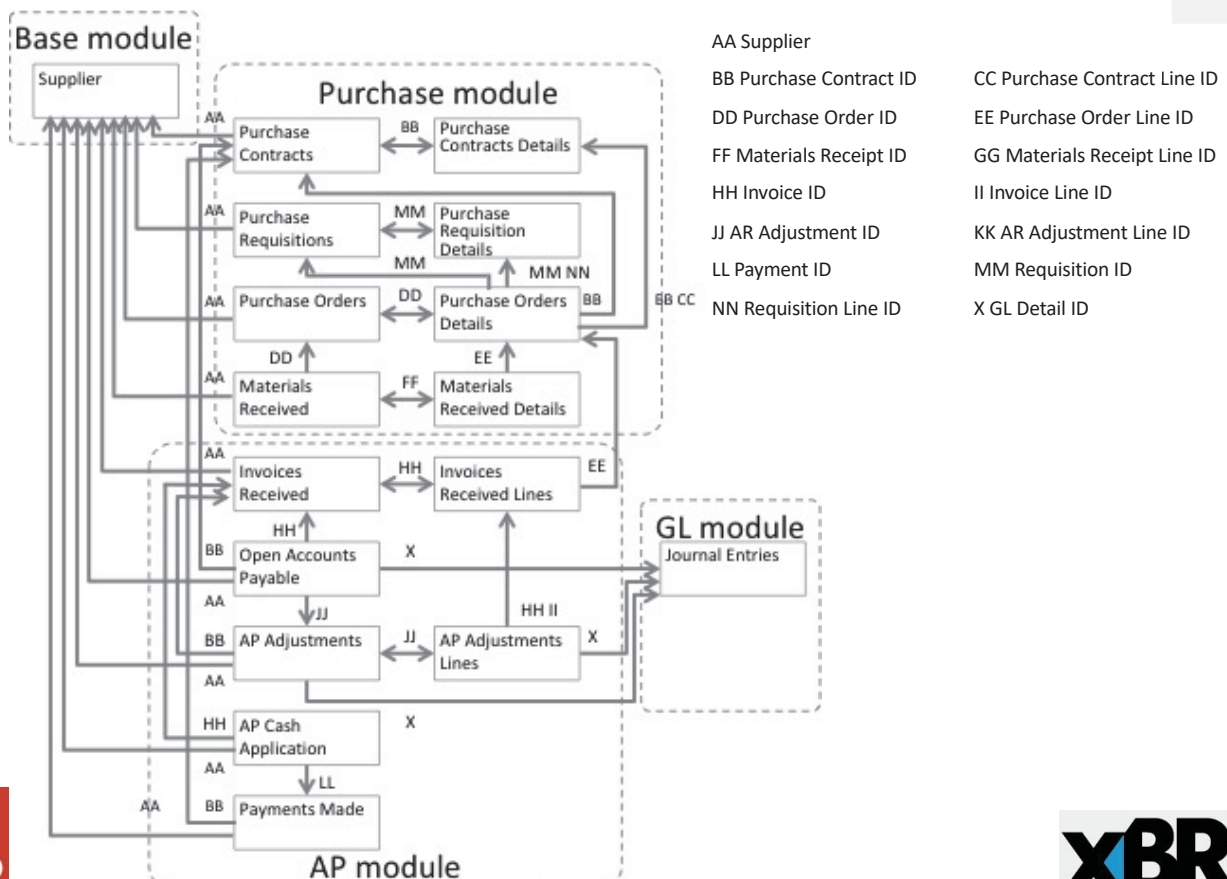 Base module
Supplier
Purchase module
AA
Purchase
Contracts
BB
Purchase
Contracts Details
AA
Purchase
Requisitions
MM
Purchase
Requisition
Details
MM
MM NN
AA
Purchase Orders
DD
Purchase Orders
Details
BB
BB CC
DD
EE
AA
Materials
Received
FF
Materials
Received Details
AA
Invoices
Received
HH
Invoices
Received Lines
EE
HH
BB
Open Accounts
Payable
X
AA
JJ
HH II
BB
AP Adjustments
JJ
AP Adjustments
Lines
X
AA
HH
AP Cash
Application
X
AA
LL
AA
BB
Payments Made
AP module
GL module
Journal Entries
AA Supplier
BB Purchase Contract ID
CC Purchase Contract Line ID
DD Purchase Order ID
EE Purchase Order Line ID
FF Materials Receipt ID
GG Materials Receipt Line ID
HH Invoice ID
II Invoice Line ID
JJ AR Adjustment ID
KK AR Adjustment Line ID
LL Payment ID
MM Requisition ID
NN Requisition Line ID
X GL Detail ID
XBR